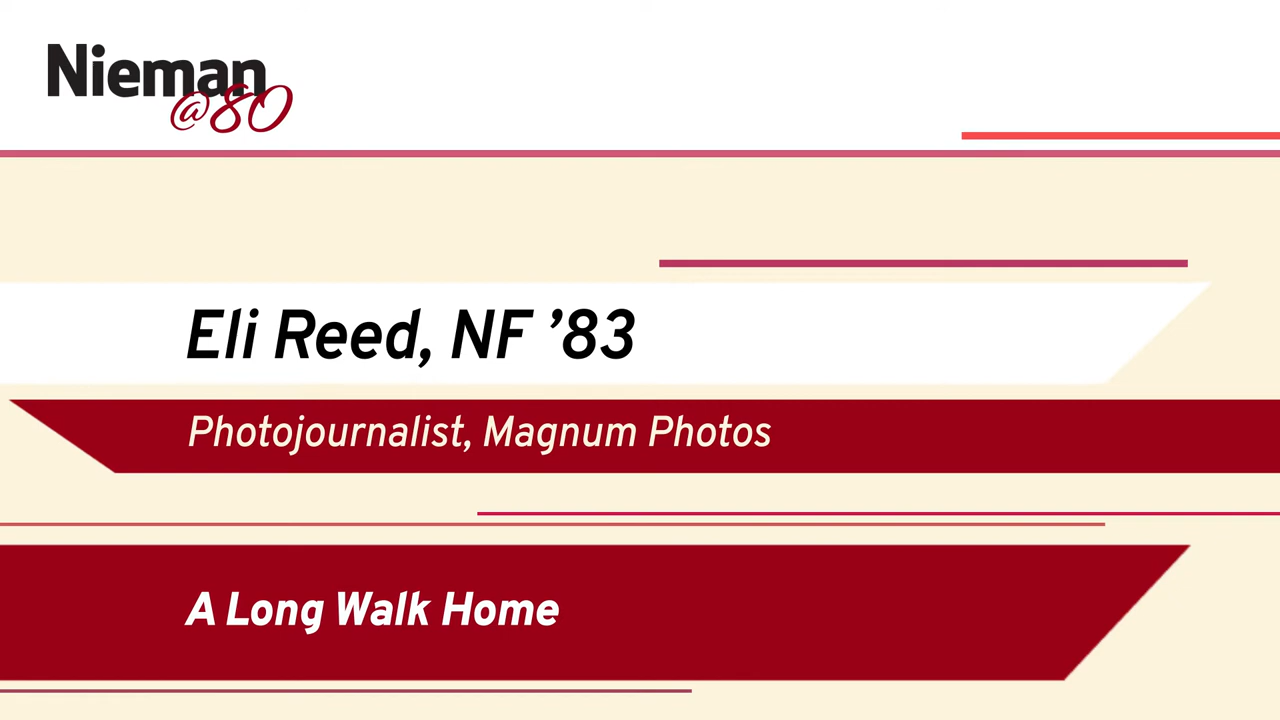 Nieman
@80
Eli Reed, NF ’83
Photojournalist, Magnum Photos
A Long Walk Home